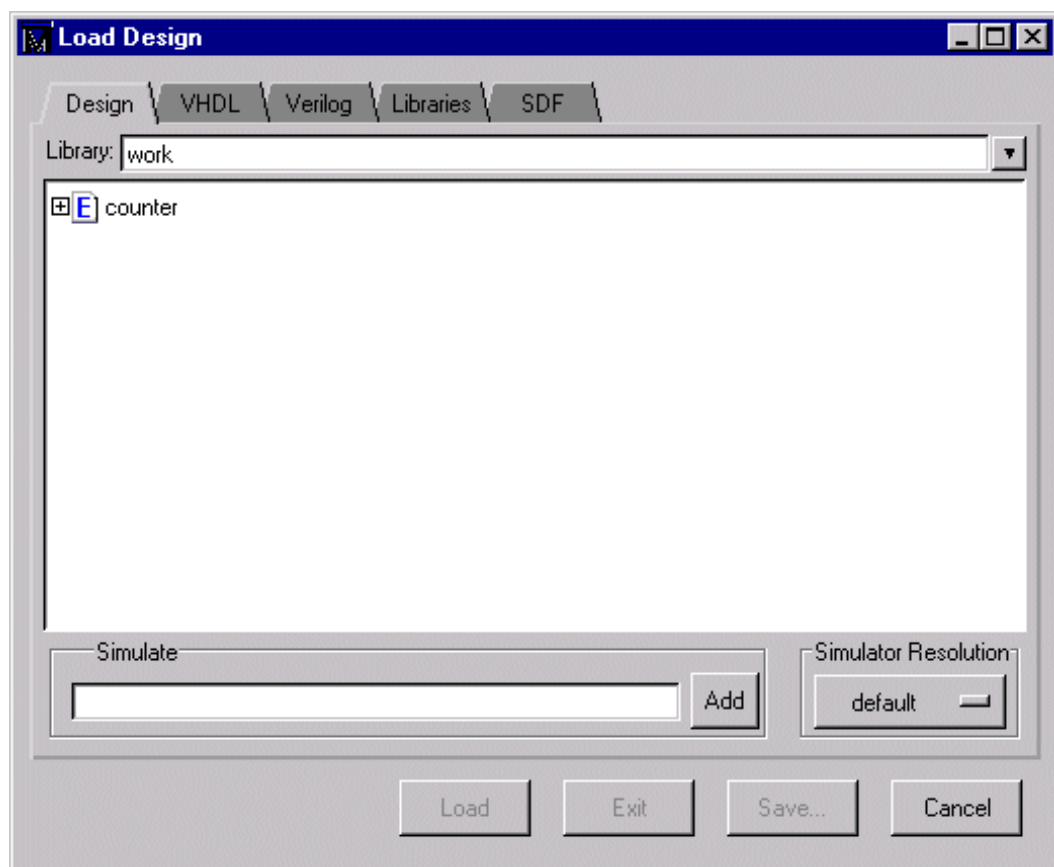 Load Design
Design VHDL Verilog Libraries SDF
Library: work
E counter
Simulate Simulator Resolution
Add default
Load Exit Save... Cancel